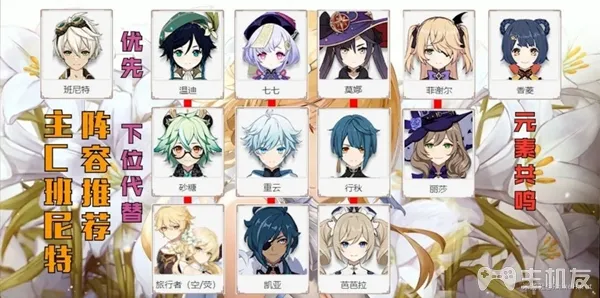 主C班尼特
阵容推荐
优先
下位代替
元素共鸣
班尼特
温迪
七七
莫娜
菲谢尔
香菱
砂糖
重云
行秋
丽莎
旅行者（空/荧）
凯亚
芭芭拉
主机友